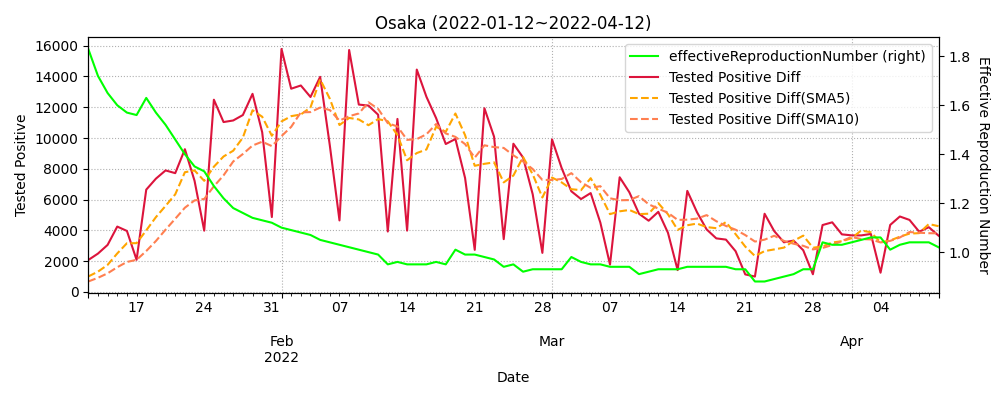 Osaka (2022-01-12~2022-04-12)
effectiveReproductionNumber (right)
Tested Positive Diff
Tested Positive Diff(SMA5)
Tested Positive Diff(SMA10)
Tested Positive
16000
14000
12000
10000
8000
6000
4000
2000
0
1.8
1.6
1.4
1.2
1.0
Effective Reproduction Number
17 24 31 07 14 21 28 07 14 21 28 04
Feb Mar Apr
2022
Date